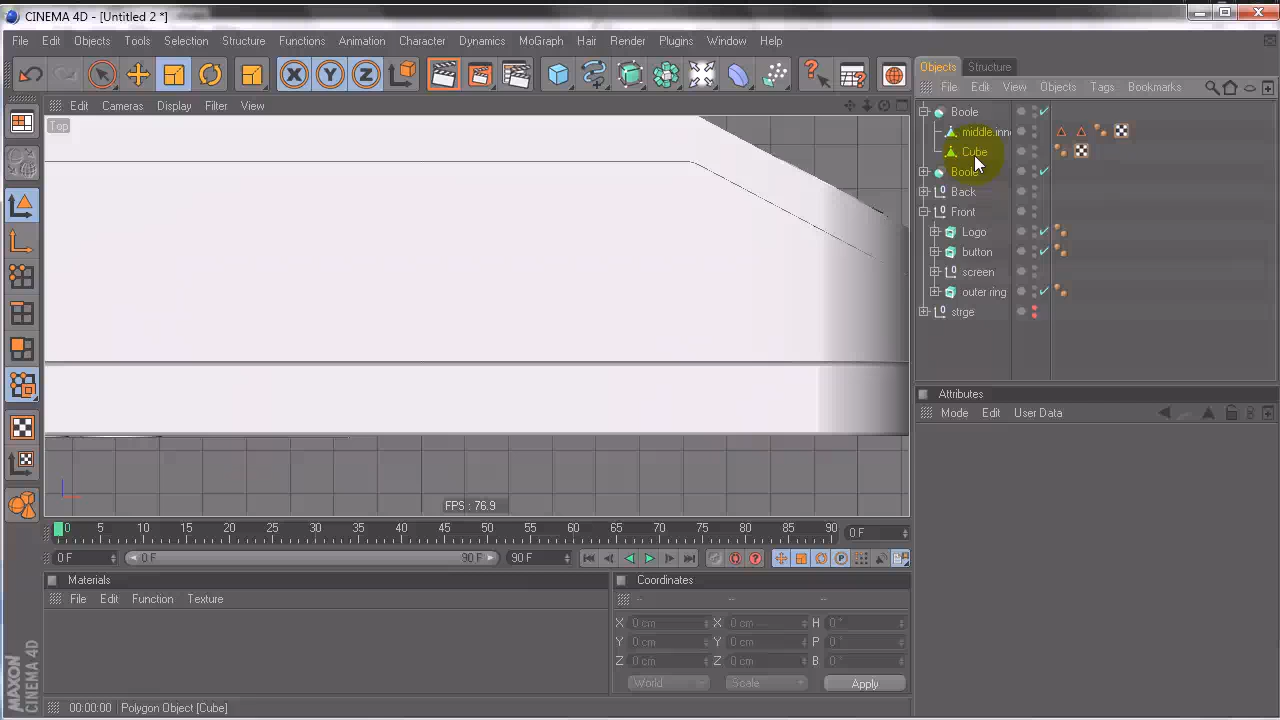 CINEMA 4D - [Untitled 2 *]
File Edit Objects Tools Selection Structure Functions Animation Character Dynamics MoGraph Hair Render Plugins Window Help
X Y Z
Objects Structure
File Edit View Objects Tags Bookmarks
Edit Cameras Display Filter View
Top
Boole
middle.inn
Cube
Boole
Back
Front
Logo
button
screen
outer ring
strge
Attributes
Mode Edit User Data
FPS : 76.9
0 5 10 15 20 25 30 35 40 45 50 55 60 65 70 75 80 85 90 0 F
0 F 0 F 90 F 90 F
Materials
File Edit Function Texture
Coordinates
-- -- --
X 0 cm X 0 cm H 0 °
Y 0 cm Y 0 cm P 0 °
Z 0 cm Z 0 cm B 0 °
World Scale Apply
MAXON
CINEMA 4D
00:00:00 Polygon Object [Cube]